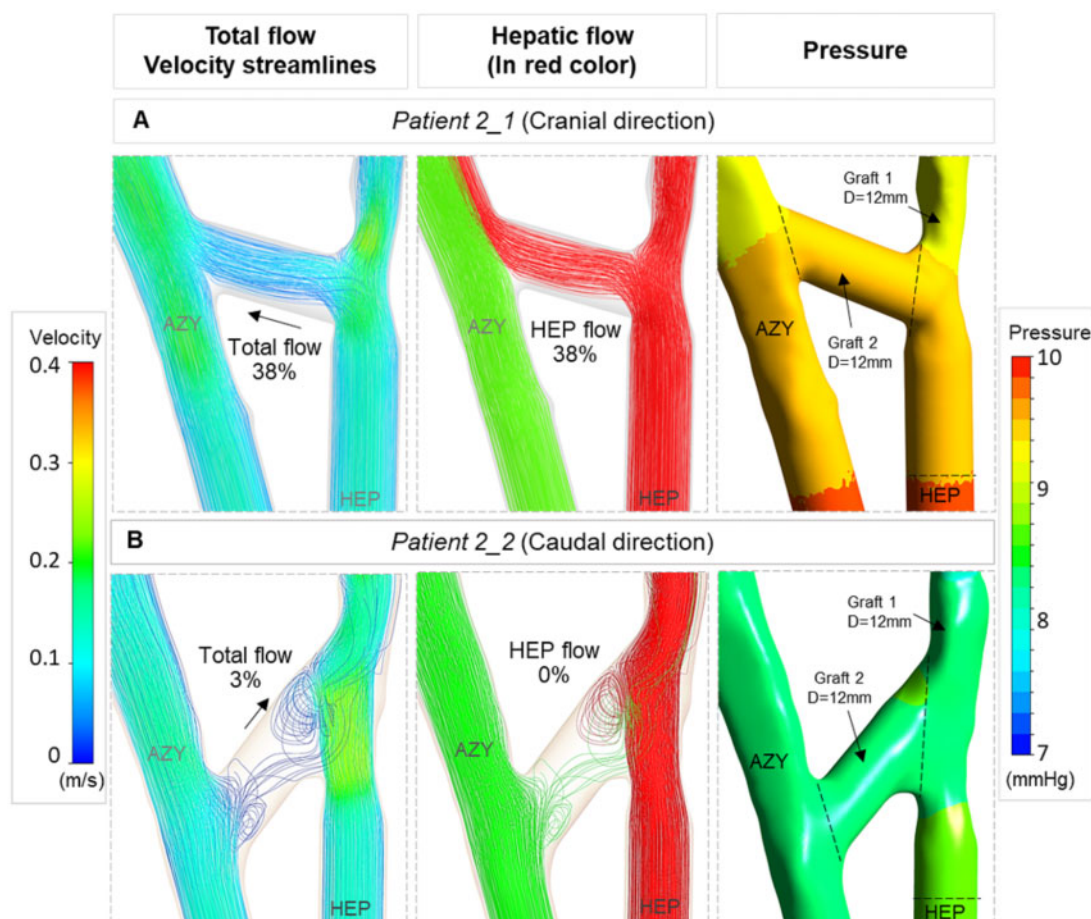 Total flow
Velocity streamlines
Hepatic flow
(In red color)
Pressure
A
Patient 2_1 (Cranial direction)
Velocity
0.4
0.3
0.2
0.1
0
(m/s)
AZY
Total flow
38%
HEP
HEP flow
38%
HEP
Graft 1
D=12mm
AZY
Graft 2
D=12mm
HEP
Pressure
10
9
8
7
(mmHg)
B
Patient 2_2 (Caudal direction)
Total flow
3%
AZY
HEP
HEP flow
0%
AZY
HEP
Graft 1
D=12mm
Graft 2
D=12mm
AZY
HEP